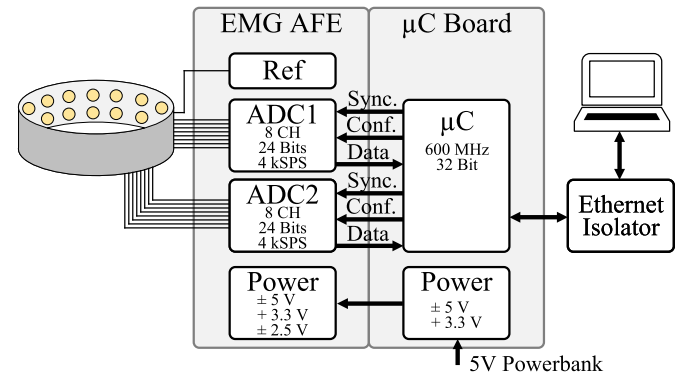 EMG AFE
µC Board
Ref
ADC1
8 CH
24 Bits
4 kSPS
Sync.
Conf.
Data
µC
600 MHz
32 Bit
ADC2
8 CH
24 Bits
4 kSPS
Sync.
Conf.
Data
Ethernet
Isolator
Power
± 5 V
+ 3.3 V
± 2.5 V
Power
± 5 V
+ 3.3 V
5V Powerbank